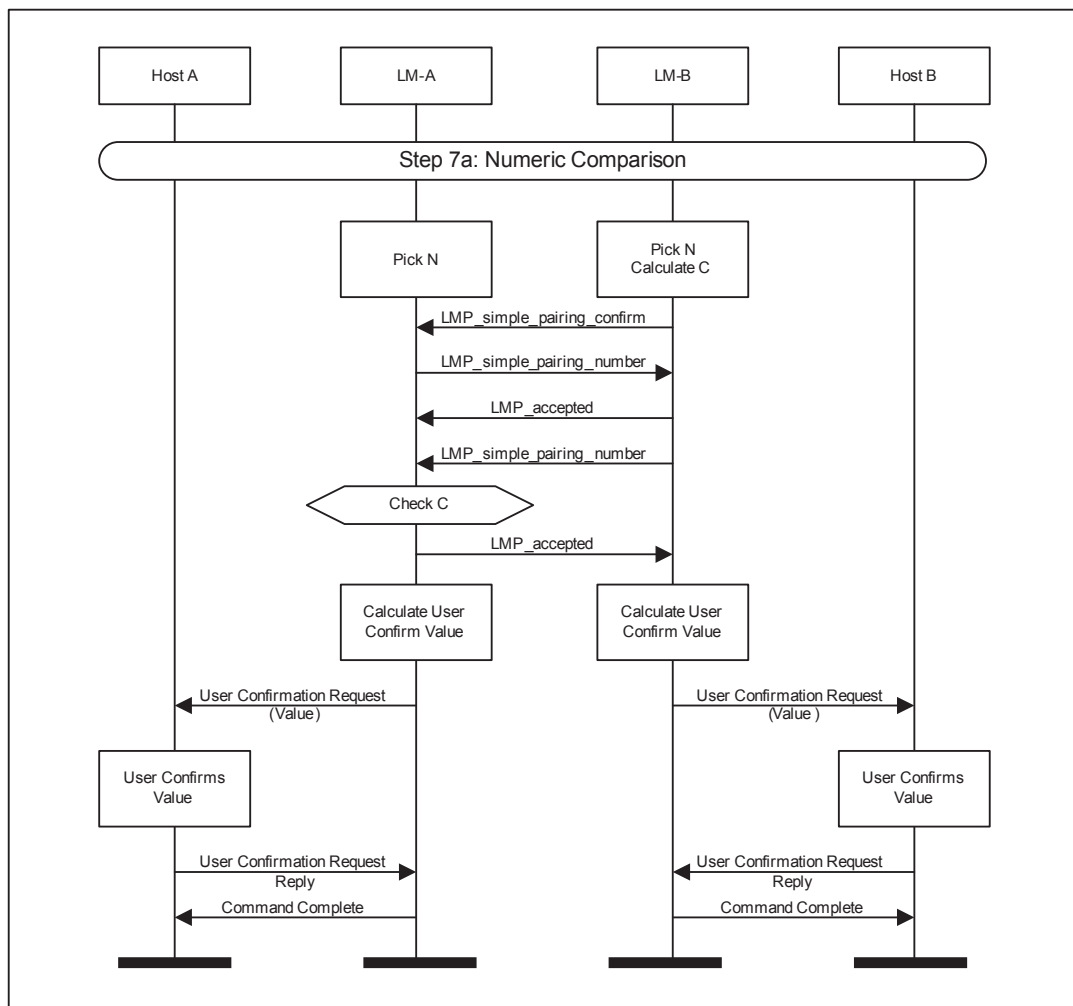 Host A
LM-A
LM-B
Host B
Step 7a: Numeric Comparison
Pick N
Pick N
Calculate C
LMP_simple_pairing_confirm
LMP_simple_pairing_number
LMP_accepted
LMP_simple_pairing_number
Check C
LMP_accepted
Calculate User
Confirm Value
Calculate User
Confirm Value
User Confirmation Request
(Value)
User Confirmation Request
(Value )
User Confirms
Value
User Confirms
Value
User Confirmation Request
Reply
User Confirmation Request
Reply
Command Complete
Command Complete